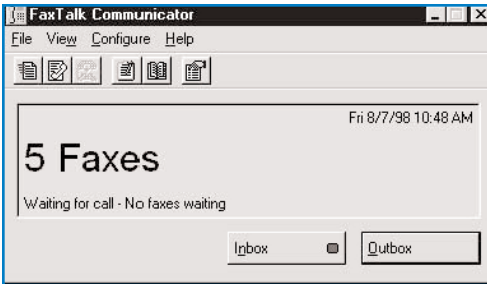 FaxTalk Communicator
File View Configure Help
Fri 8/7/98 10:48 AM
5 Faxes
Waiting for call - No faxes waiting
Inbox Outbox